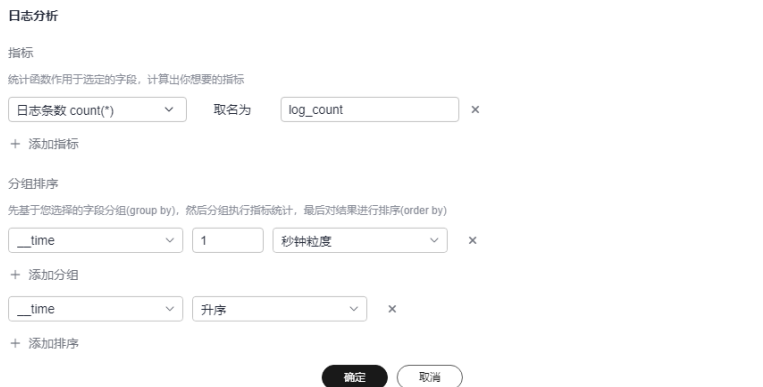 日志分析
指标
统计函数作用于选定的字段，计算出你想要的指标
日志条数 count(*) 取名为 log_count
添加指标
分组排序
先基于您选择的字段分组(group by)，然后分组执行指标统计，最后对结果进行排序(order by)
__time 1 秒钟粒度
添加分组
__time 升序
添加排序
确定 取消